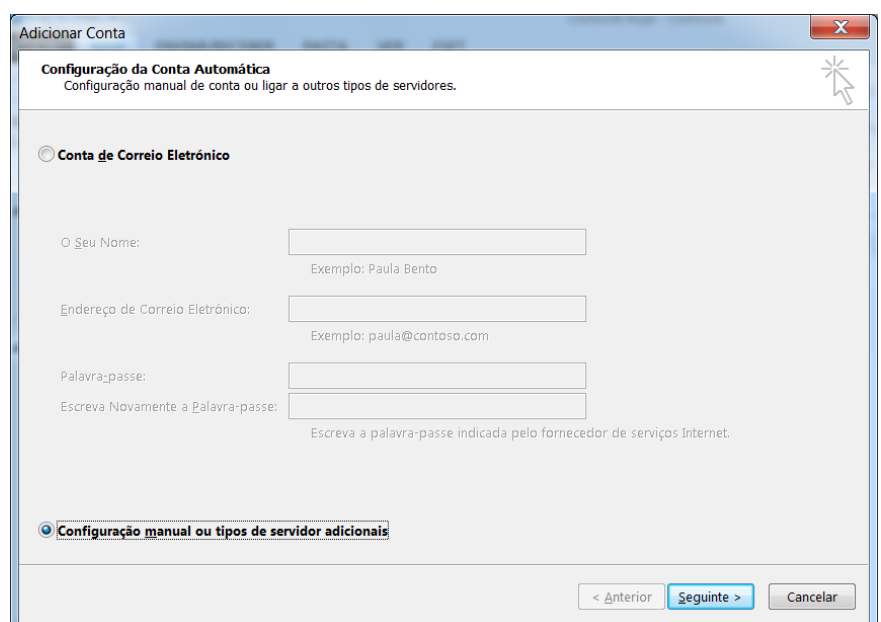 Adicionar Conta
Configuração da Conta Automática
Configuração manual de conta ou ligar a outros tipos de servidores.
Conta de Correio Eletrónico
O Seu Nome:
Exemplo: Paula Bento
Endereço de Correio Eletrónico:
Exemplo: paula@contoso.com
Palavra-passe:
Escreva Novamente a Palavra-passe:
Escreva a palavra-passe indicada pelo fornecedor de serviços Internet.
Configuração manual ou tipos de servidor adicionais
< Anterior Seguinte > Cancelar